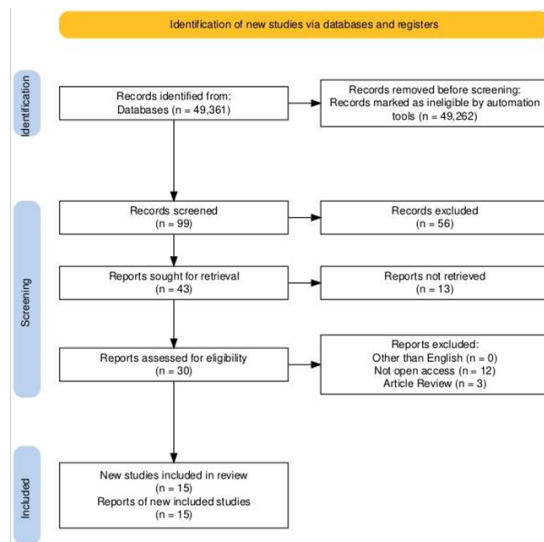 Identification of new studies via databases and registers
Identification
Records identified from:
Databases (n = 49,361)
Records removed before screening:
Records marked as ineligible by automation
tools (n = 49,262)
Screening
Records screened
(n = 99)
Records excluded
(n = 56)
Reports sought for retrieval
(n = 43)
Reports not retrieved
(n = 13)
Reports assessed for eligibility
(n = 30)
Reports excluded:
Other than English (n = 0)
Not open access (n = 12)
Article Review (n = 3)
Included
New studies included in review
(n = 15)
Reports of new included studies
(n = 15)